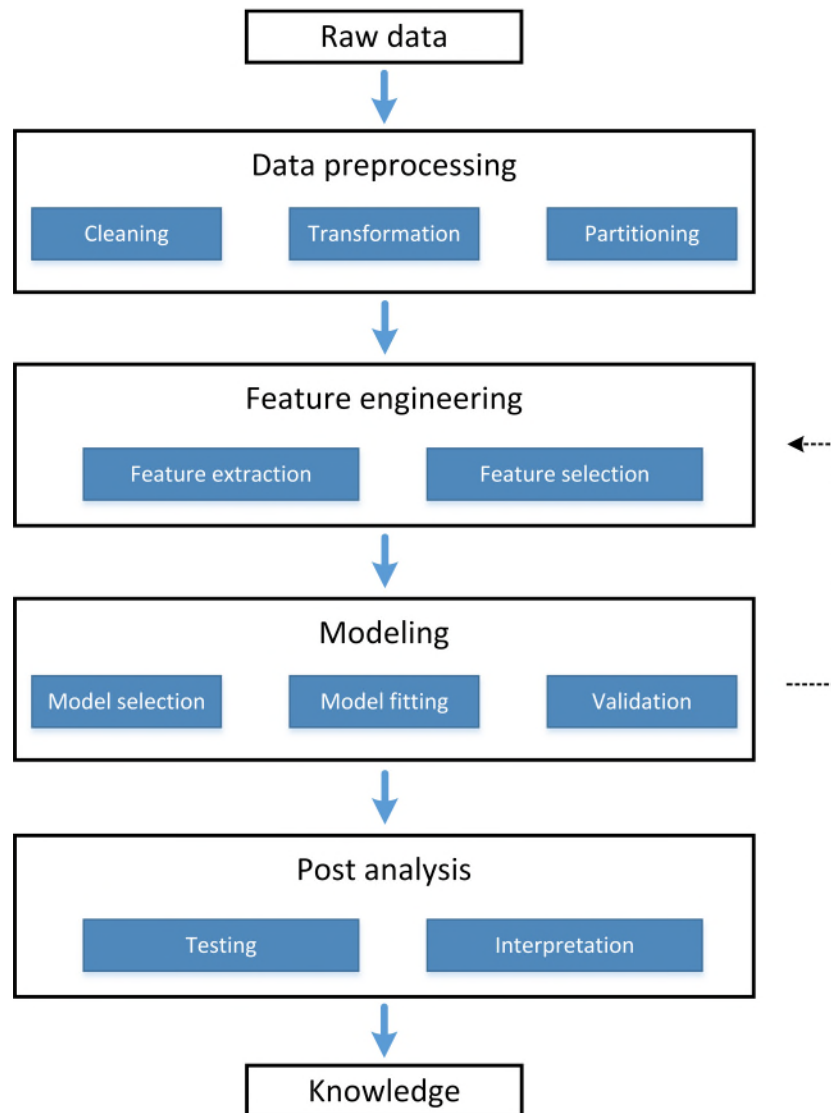 Raw data
Data preprocessing
Cleaning
Transformation
Partitioning
Feature engineering
Feature extraction
Feature selection
Modeling
Model selection
Model fitting
Validation
Post analysis
Testing
Interpretation
Knowledge